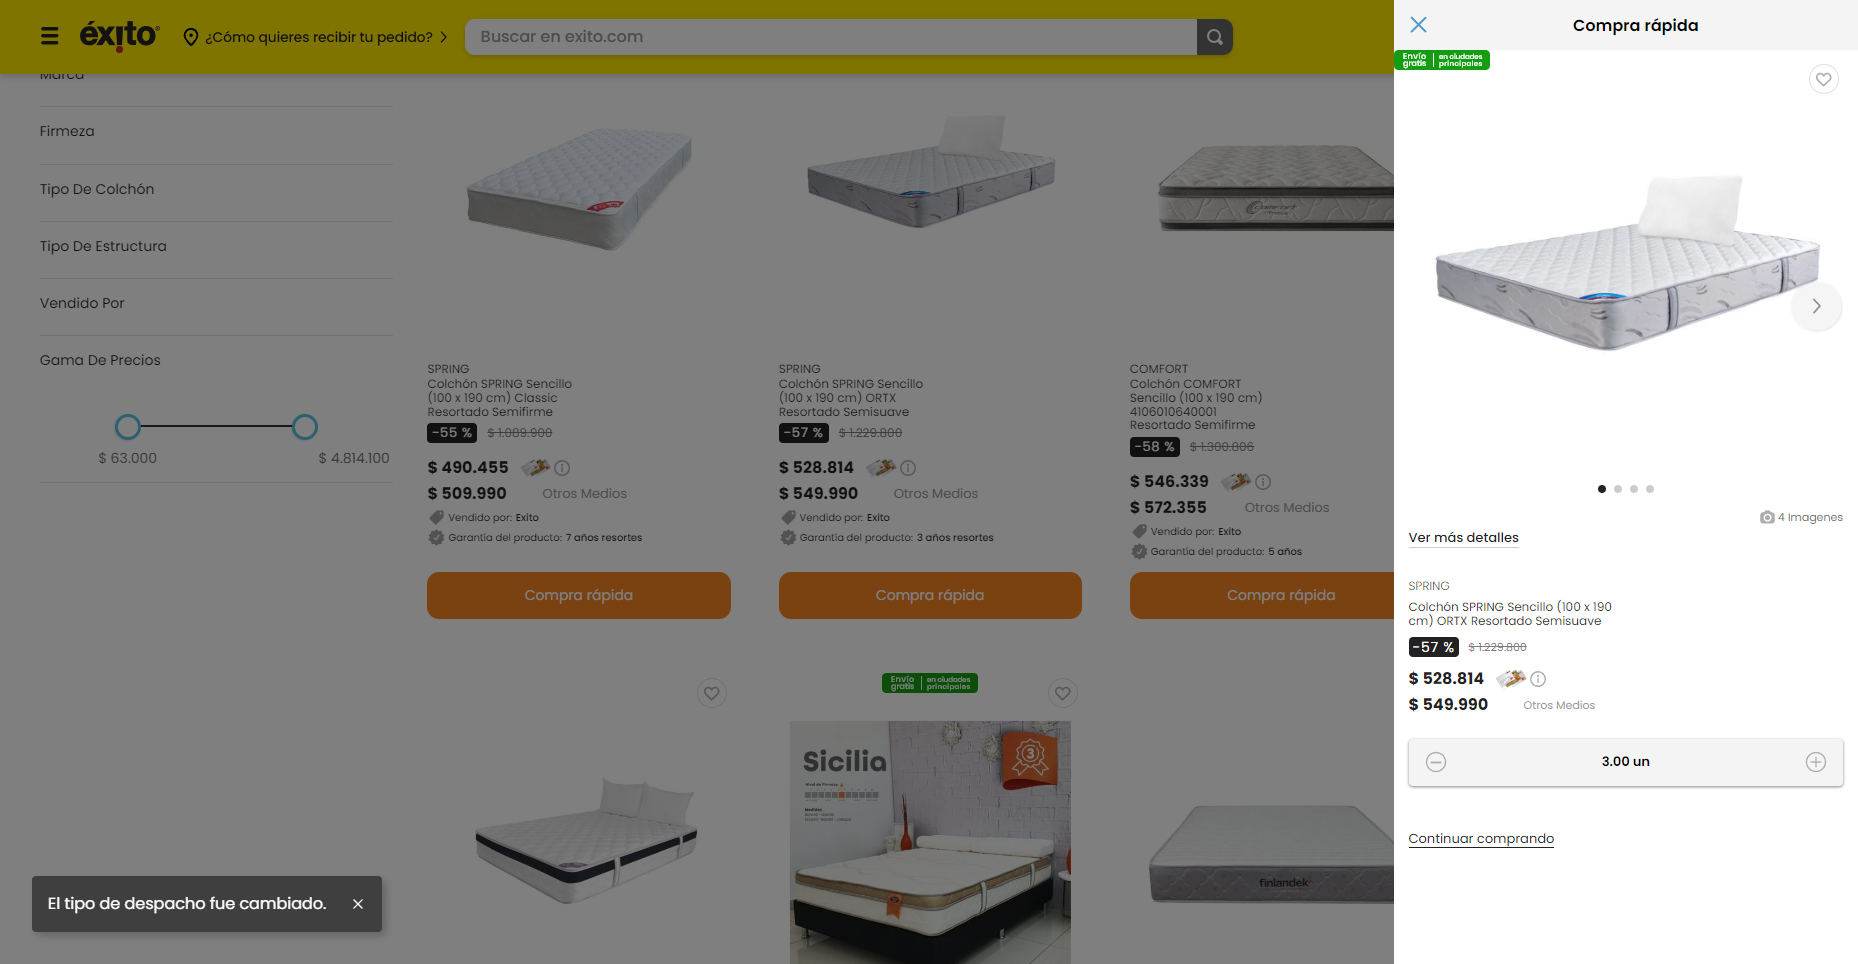 éxito
¿Cómo quieres recibir tu pedido?
Buscar en exito.com
Marca
Firmeza
Tipo De Colchón
Tipo De Estructura
Vendido Por
Gama De Precios
$ 63.000
$ 4.814.100
SPRING
Colchón SPRING Sencillo
(100 x 190 cm) Classic
Resortado Semifirme
-55 % $ 1.089.900
$ 490.455
$ 509.990 Otros Medios
Vendido por: Exito
Garantía del producto: 7 años resortes
Compra rápida
SPRING
Colchón SPRING Sencillo
(100 x 190 cm) ORTX
Resortado Semisuave
-57 % $ 1.229.800
$ 528.814
$ 549.990 Otros Medios
Vendido por: Exito
Garantía del producto: 3 años resortes
Compra rápida
Comfort
COMFORT
Colchón COMFORT
Sencillo (100 x 190 cm)
4106010640001
Resortado Semifirme
-58 % $ 1.300.806
$ 546.339
$ 572.355 Otros Medios
Vendido por: Exito
Garantía del producto: 5 años
Compra rápida
Envío gratis en ciudades principales
Sicilia
Nivel de Firmeza
3
finlandek
El tipo de despacho fue cambiado.
Compra rápida
Envío gratis en ciudades principales
4 Imagenes
Ver más detalles
SPRING
Colchón SPRING Sencillo (100 x 190
cm) ORTX Resortado Semisuave
-57 % $ 1.229.800
$ 528.814
$ 549.990 Otros Medios
3.00 un
Continuar comprando